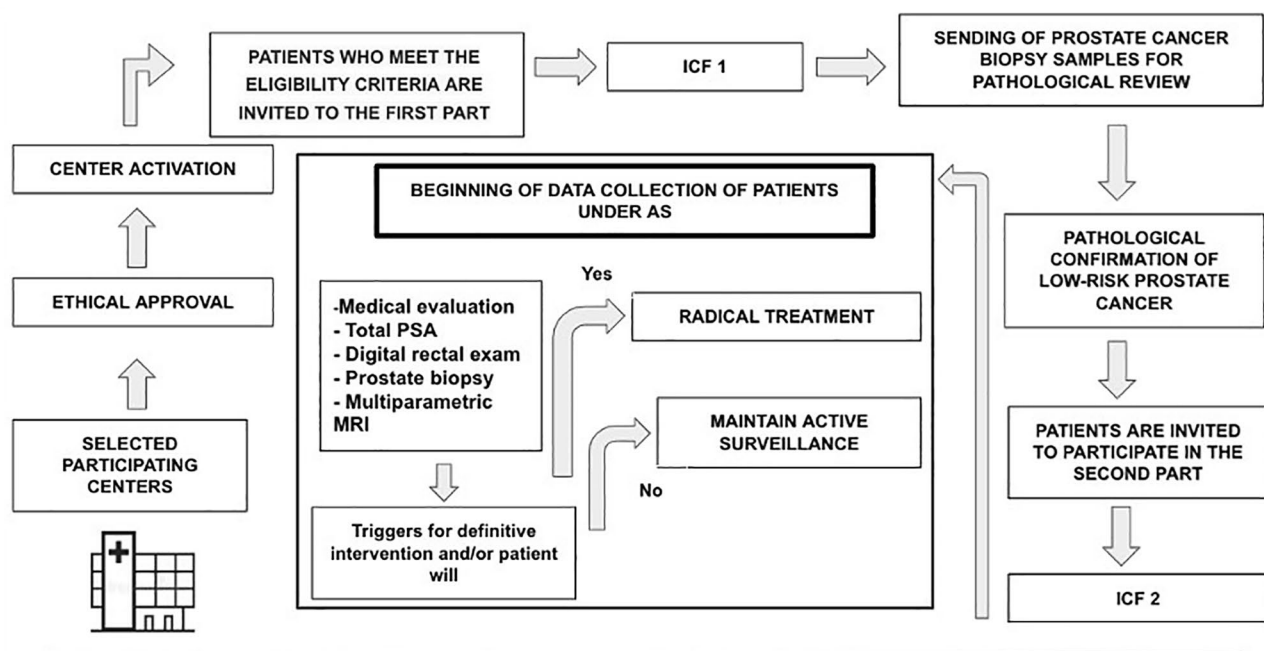 SELECTED
PARTICIPATING
CENTERS
ETHICAL APPROVAL
CENTER ACTIVATION
PATIENTS WHO MEET THE
ELIGIBILITY CRITERIA ARE
INVITED TO THE FIRST PART
ICF 1
SENDING OF PROSTATE CANCER
BIOPSY SAMPLES FOR
PATHOLOGICAL REVIEW
PATHOLOGICAL
CONFIRMATION OF
LOW-RISK PROSTATE
CANCER
PATIENTS ARE INVITED
TO PARTICIPATE IN THE
SECOND PART
ICF 2
BEGINNING OF DATA COLLECTION OF PATIENTS
UNDER AS
-Medical evaluation
- Total PSA
- Digital rectal exam
- Prostate biopsy
- Multiparametric
MRI
Triggers for definitive
intervention and/or patient
will
Yes
RADICAL TREATMENT
No
MAINTAIN ACTIVE
SURVEILLANCE